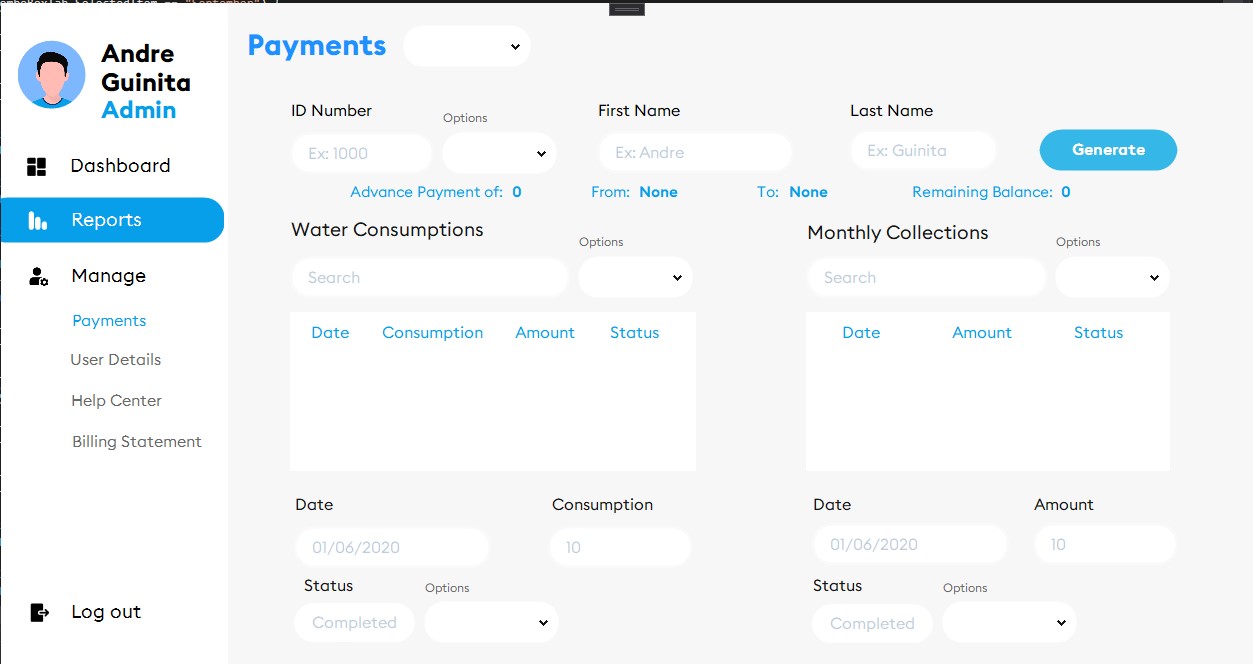 "September") {
Andre
Guinita
Admin
Dashboard
Reports
Manage
Payments
User Details
Help Center
Billing Statement
Log out
Payments
ID Number
Options
First Name
Last Name
Ex: 1000
Ex: Andre
Ex: Guinita
Generate
Advance Payment of: 0
From: None
To: None
Remaining Balance: 0
Water Consumptions
Options
Monthly Collections
Options
Search
Search
Date Consumption Amount Status
Date Amount Status
Date
Consumption
Date
Amount
01/06/2020
10
01/06/2020
10
Status
Options
Status
Options
Completed
Completed